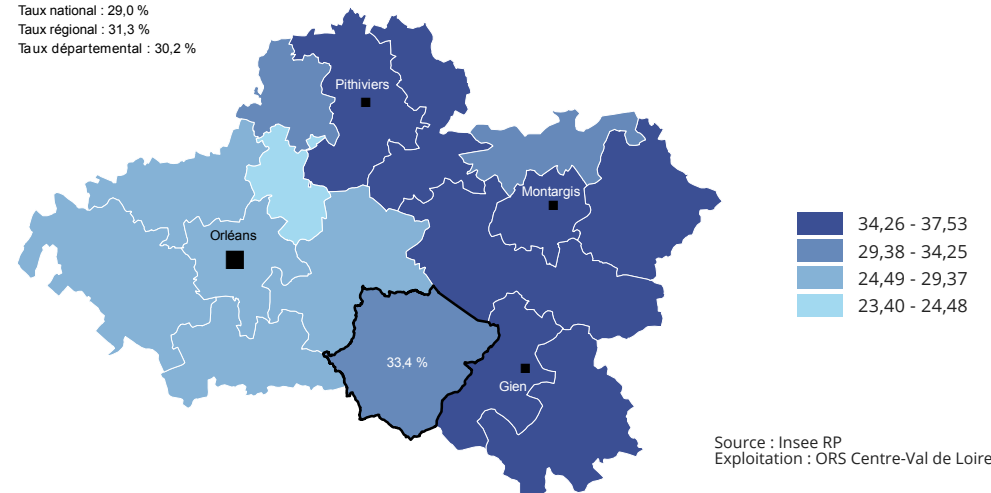 Taux national : 29,0 %
Taux régional : 31,3 %
Taux départemental : 30,2 %
Pithiviers
Montargis
Orléans
33,4 %
Gien
34,26 - 37,53
29,38 - 34,25
24,49 - 29,37
23,40 - 24,48
Source : Insee RP
Exploitation : ORS Centre-Val de Loire